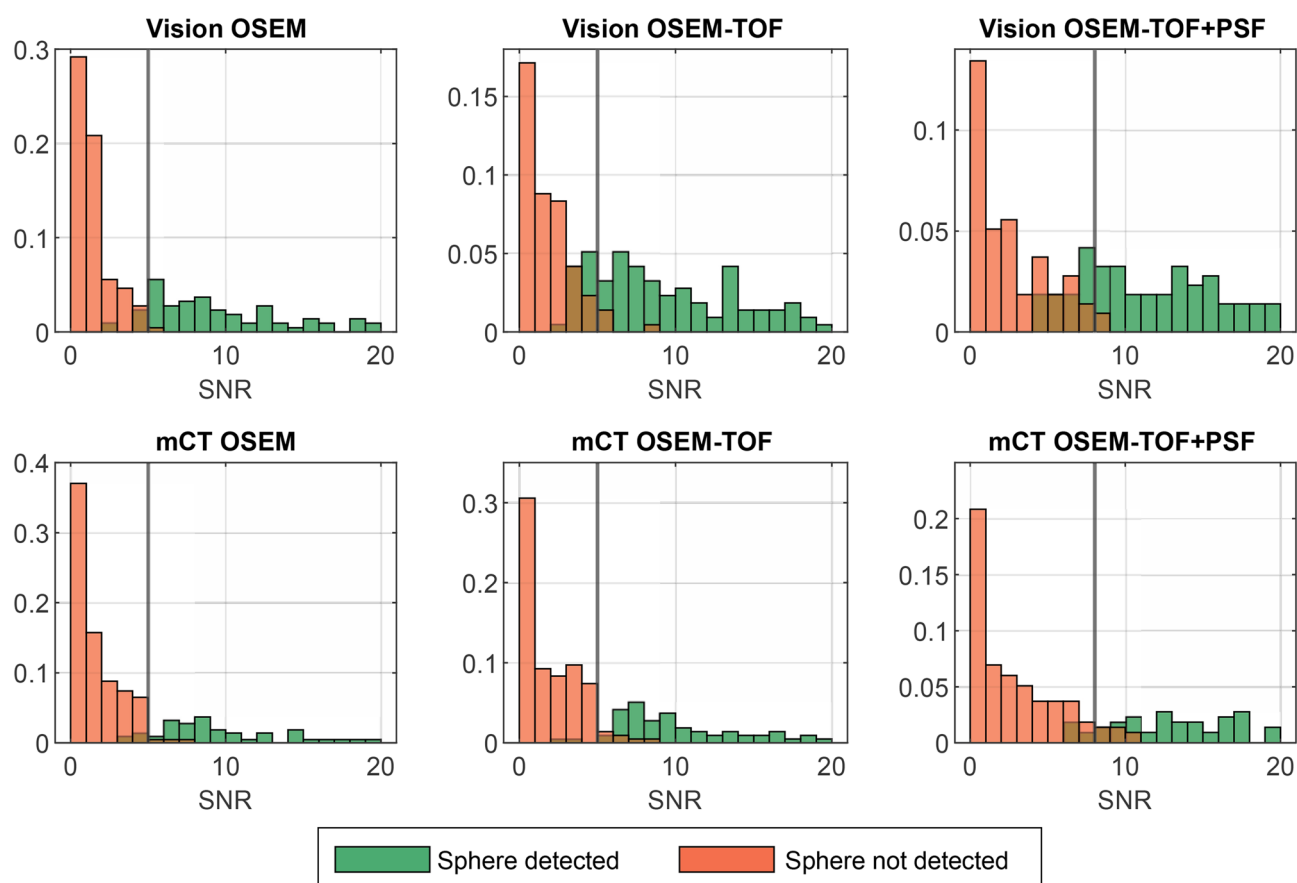 Vision OSEM
Vision OSEM-TOF
Vision OSEM-TOF+PSF
0.3
0.2
0.1
0
0 10 20
SNR
0.15
0.1
0.05
0
0 10 20
SNR
0.1
0.05
0
0 10 20
SNR
mCT OSEM
mCT OSEM-TOF
mCT OSEM-TOF+PSF
0.4
0.3
0.2
0.1
0
0 10 20
SNR
0.3
0.2
0.1
0
0 10 20
SNR
0.2
0.15
0.1
0.05
0
0 10 20
SNR
Sphere detected
Sphere not detected